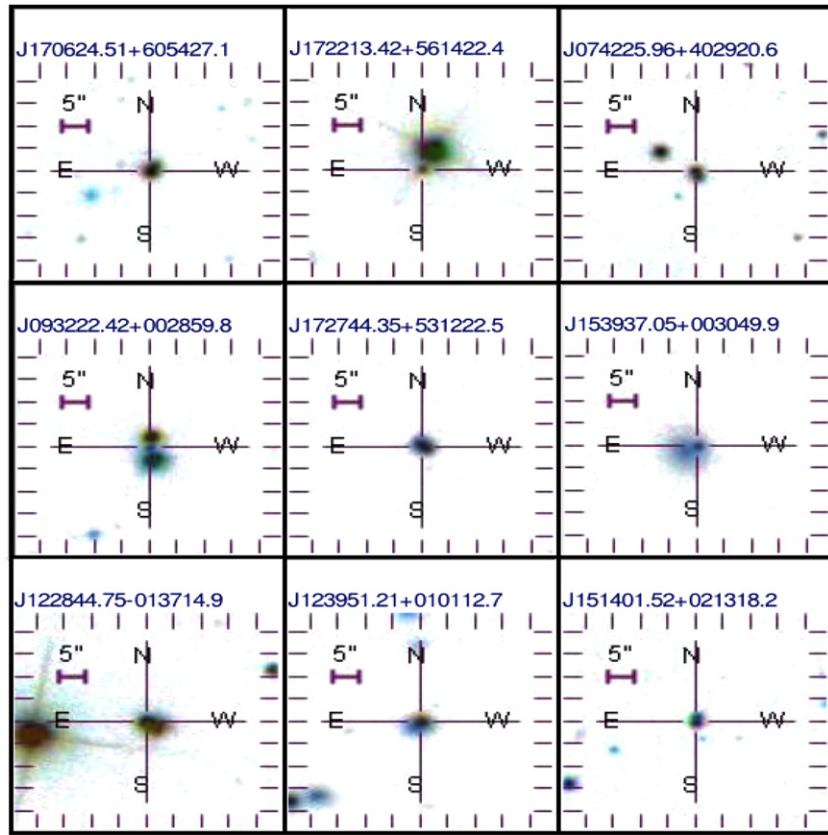 J170624.51+605427.1
5"
N
E
W
S
J172213.42+561422.4
5"
N
E
W
S
J074225.96+402920.6
5"
N
E
W
S
J093222.42+002859.8
5"
N
E
W
S
J172744.35+531222.5
5"
N
E
W
S
J153937.05+003049.9
5"
N
E
W
S
J122844.75-013714.9
5"
N
E
W
S
J123951.21+010112.7
5"
N
E
W
S
J151401.52+021318.2
5"
N
E
W
S